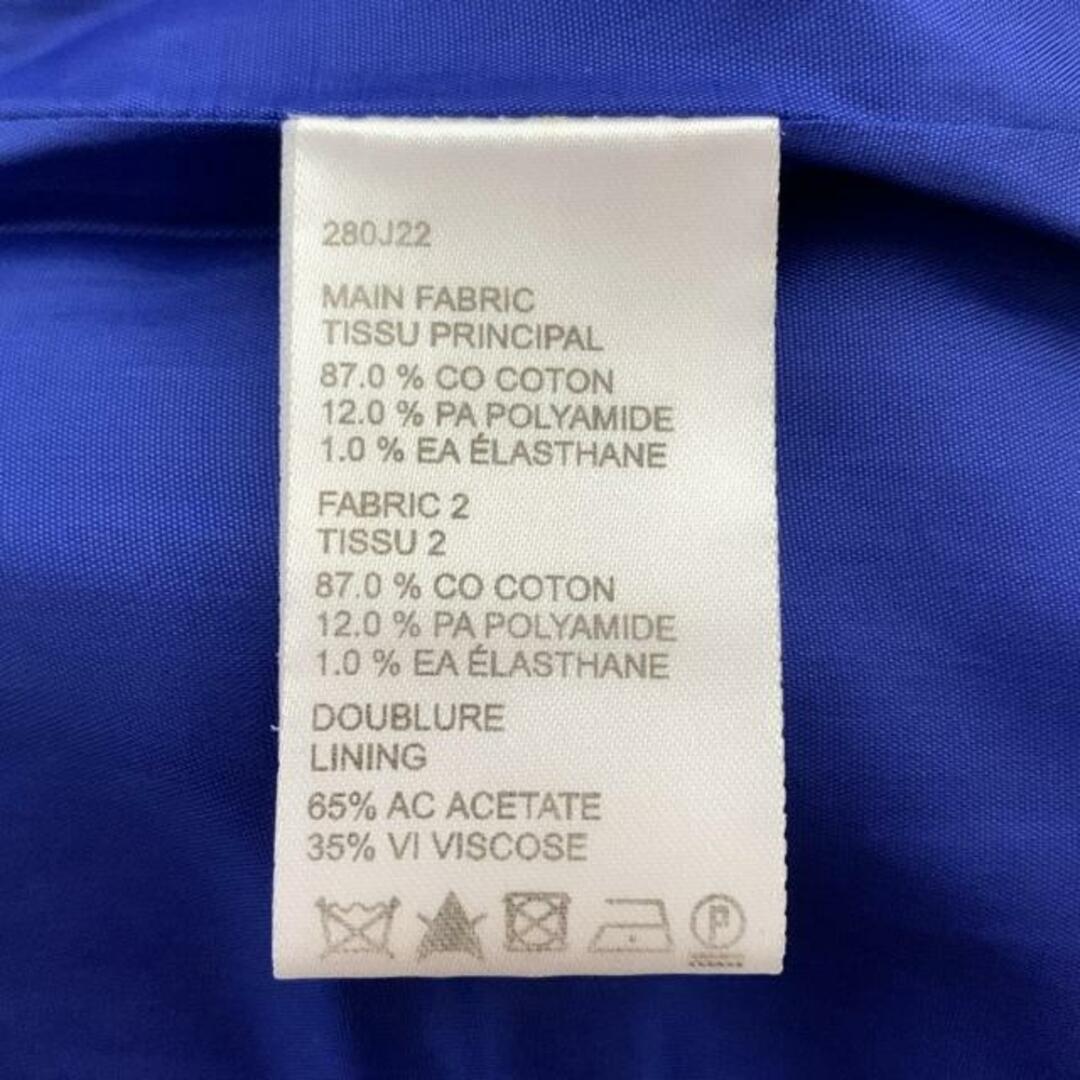 280J22
MAIN FABRIC
TISSU PRINCIPAL
87.0 % CO COTON
12.0 % PA POLYAMIDE
1.0 % EA ÉLASTHANE
FABRIC 2
TISSU 2
87.0 % CO COTON
12.0 % PA POLYAMIDE
1.0 % EA ÉLASTHANE
DOUBLURE
LINING
65% AC ACETATE
35% VI VISCOSE
P